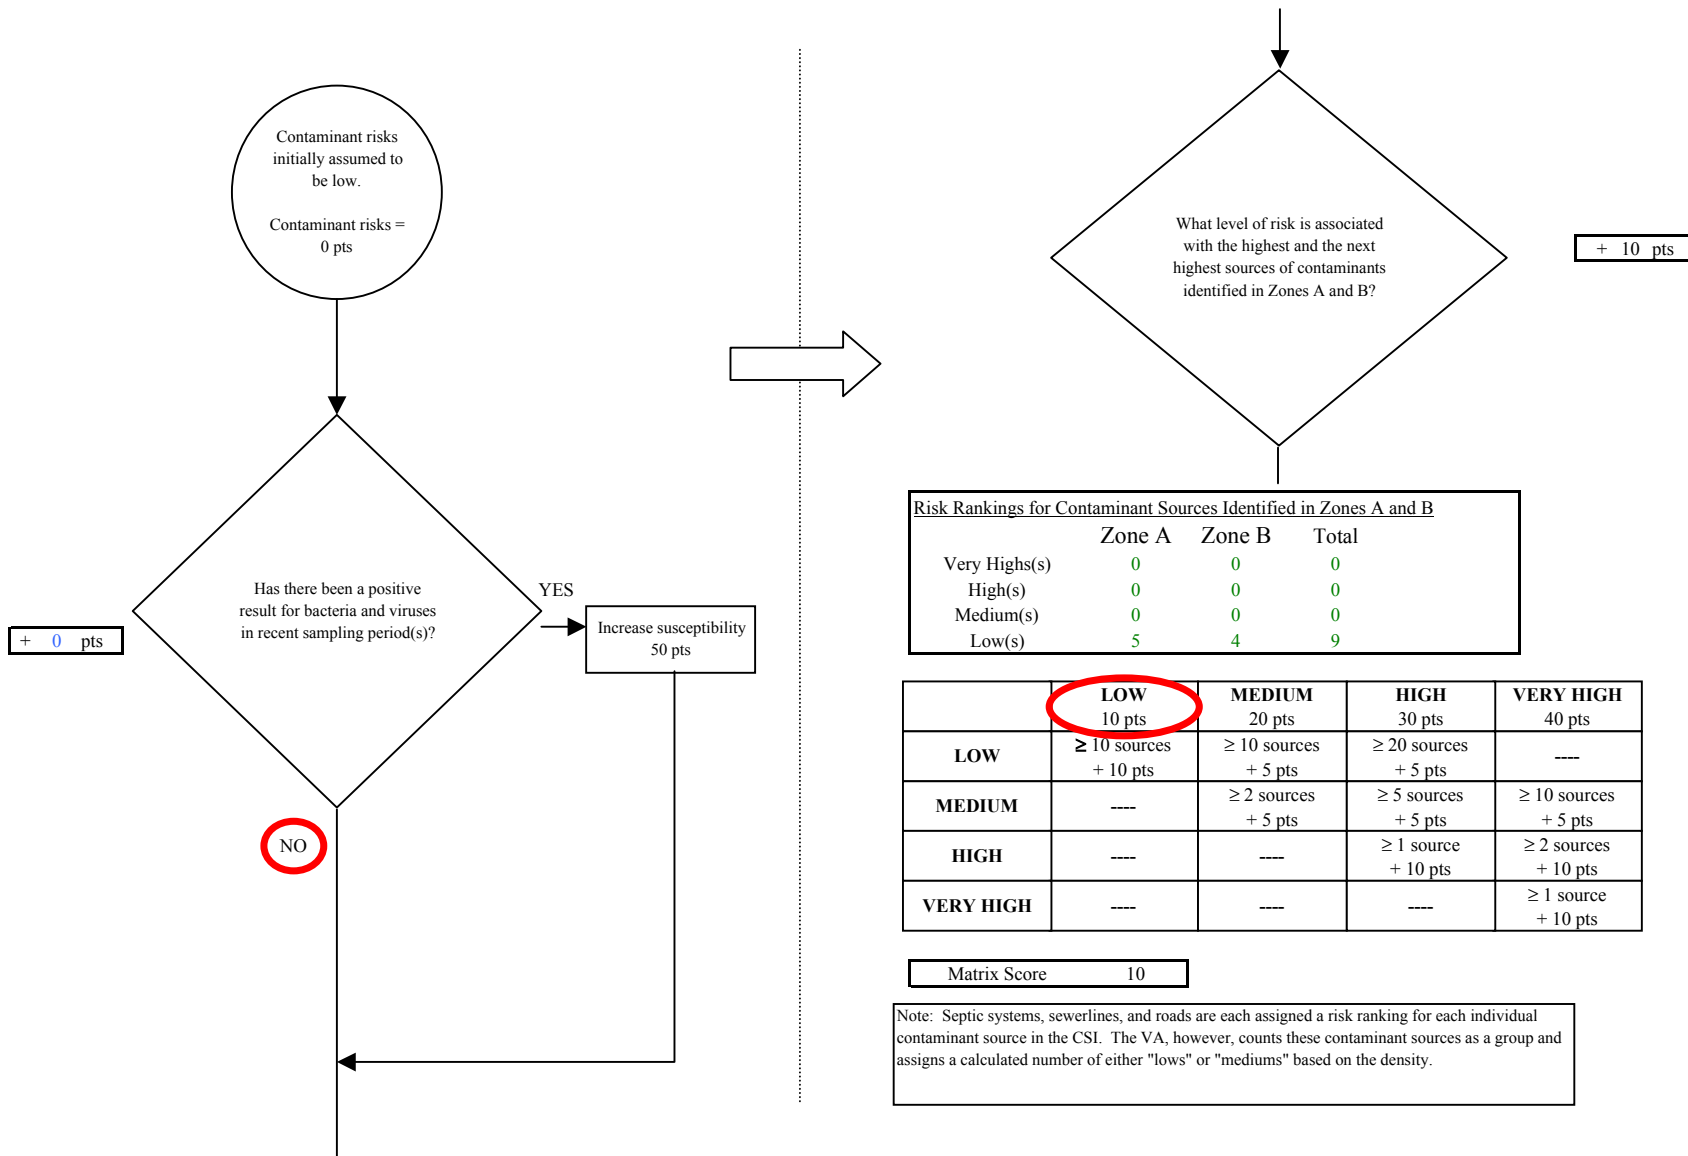 Contaminant risks
initially assumed to
be low.
Contaminant risks =
0 pts
Has there been a positive
result for bacteria and viruses
in recent sampling period(s)?
+ 0 pts
YES
Increase susceptibility
50 pts
NO
What level of risk is associated
with the highest and the next
highest sources of contaminants
identified in Zones A and B?
+ 10 pts
Risk Rankings for Contaminant Sources Identified in Zones A and B
Zone A Zone B Total
Very Highs(s) 0 0 0
High(s) 0 0 0
Medium(s) 0 0 0
Low(s) 5 4 9
LOW MEDIUM HIGH VERY HIGH
10 pts 20 pts 30 pts 40 pts
LOW ≥ 10 sources ≥ 10 sources ≥ 20 sources ----
+ 10 pts + 5 pts + 5 pts
MEDIUM ---- ≥ 2 sources ≥ 5 sources ≥ 10 sources
+ 5 pts + 5 pts + 5 pts
HIGH ---- ---- ≥ 1 source ≥ 2 sources
+ 10 pts + 10 pts
VERY HIGH ---- ---- ---- ≥ 1 source
+ 10 pts
Matrix Score 10
Note: Septic systems, sewerlines, and roads are each assigned a risk ranking for each individual
contaminant source in the CSI. The VA, however, counts these contaminant sources as a group and
assigns a calculated number of either "lows" or "mediums" based on the density.